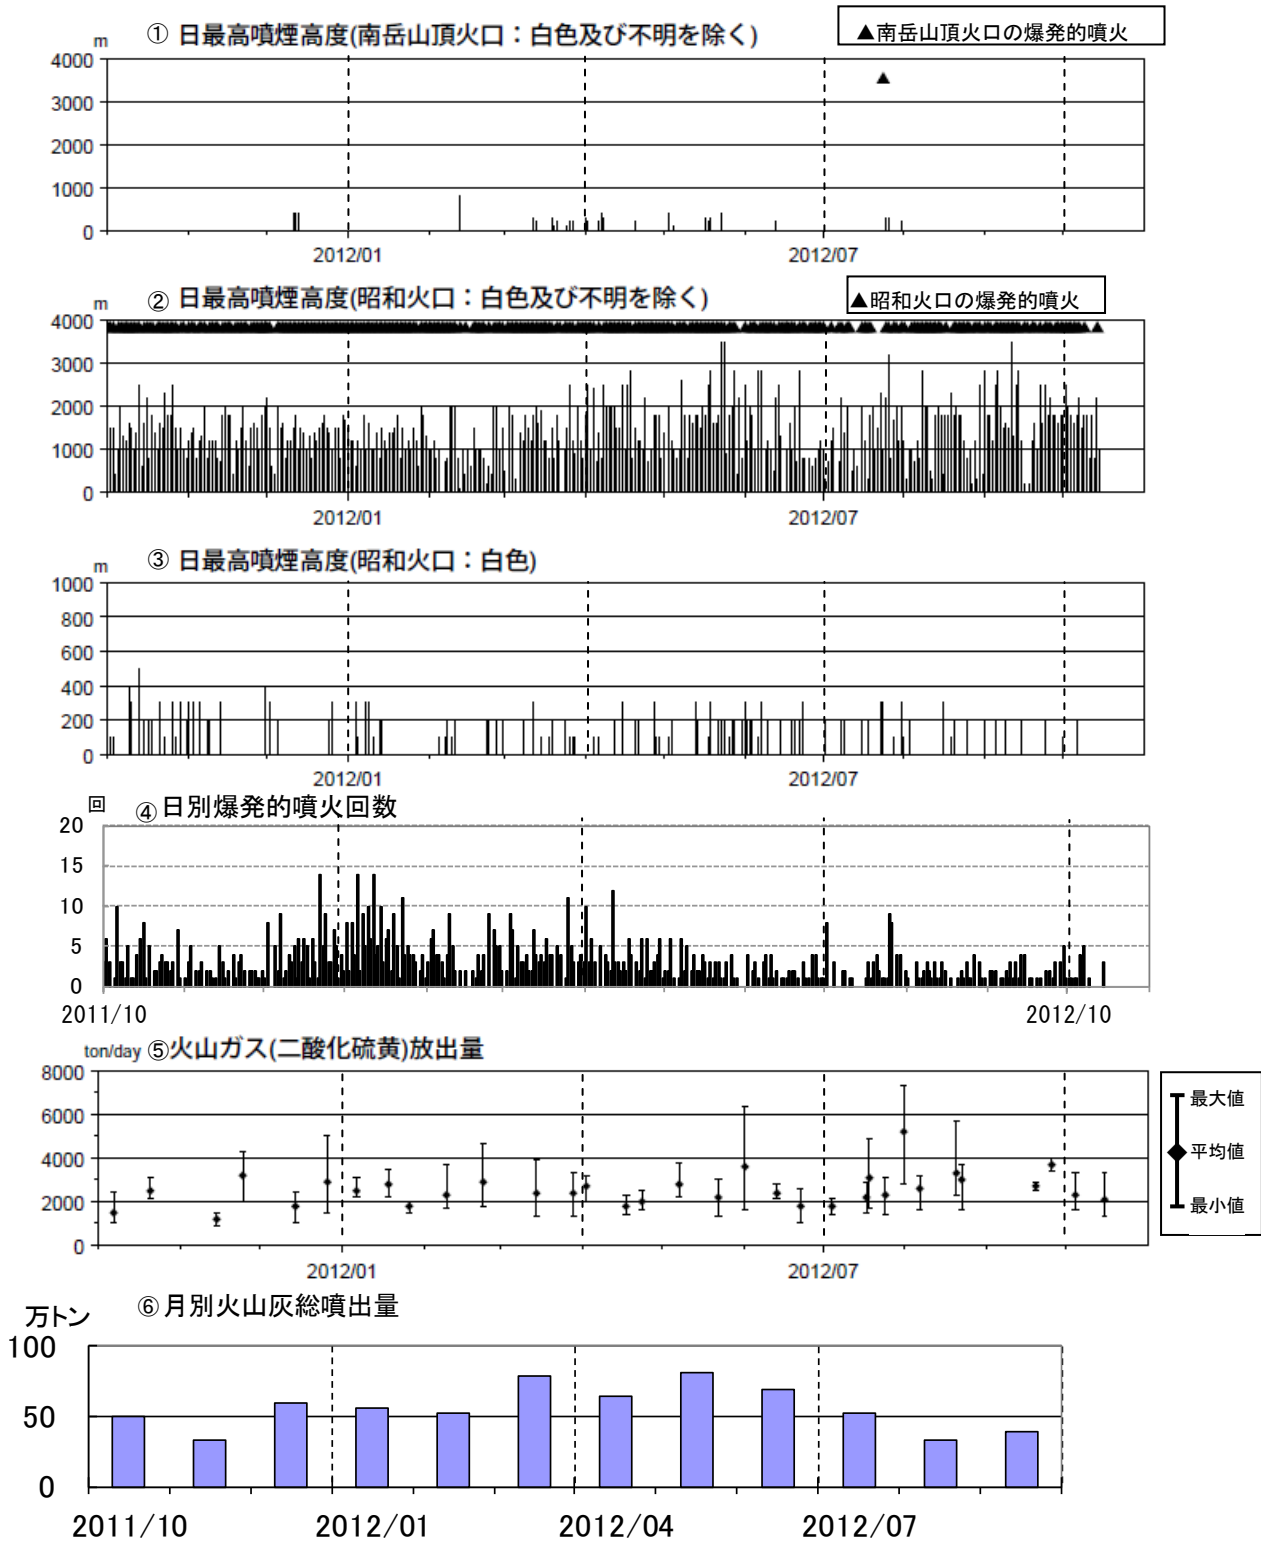 ① 日最高噴煙高度(南岳山頂火口：白色及び不明を除く)
▲南岳山頂火口の爆発的噴火
m
4000
3000
2000
1000
0
2012/01
2012/07
② 日最高噴煙高度(昭和火口：白色及び不明を除く)
▲昭和火口の爆発的噴火
m
4000
3000
2000
1000
0
2012/01
2012/07
③ 日最高噴煙高度(昭和火口：白色)
m
1000
800
600
400
200
0
2012/01
2012/07
回
④日別爆発的噴火回数
20
15
10
5
0
2011/10
2012/10
ton/day
⑤火山ガス(二酸化硫黄)放出量
8000
6000
4000
2000
0
2012/01
2012/07
最大値
平均値
最小値
⑥月別火山灰総噴出量
万トン
100
50
0
2011/10
2012/01
2012/04
2012/07